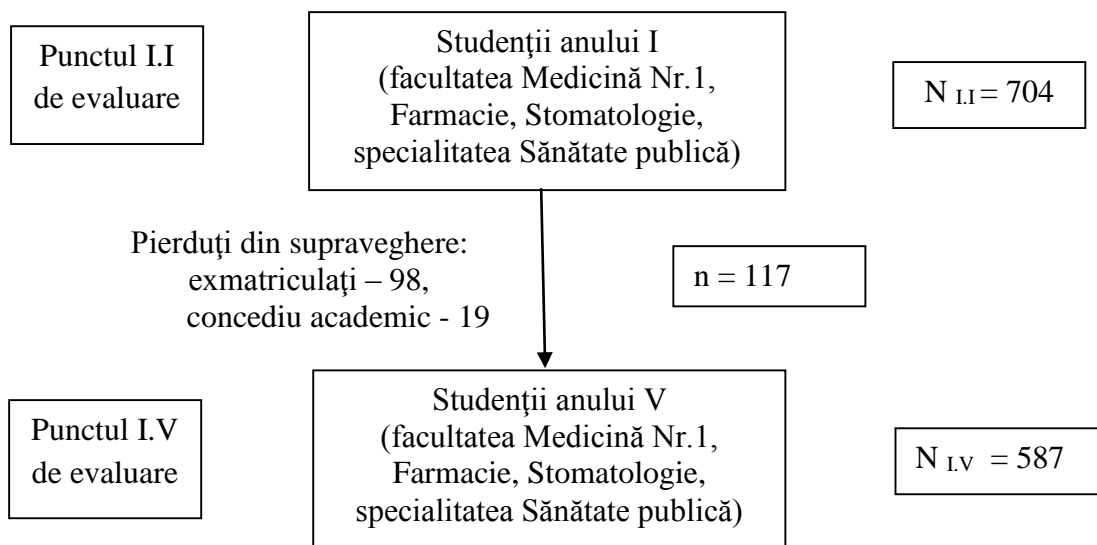 Punctul I.I
de evaluare
Studenţii anului I
(facultatea Medicină Nr.1,
Farmacie, Stomatologie,
specialitatea Sănătate publică)
N I.I = 704
Pierduţi din supraveghere:
exmatriculaţi – 98,
concediu academic - 19
n = 117
Punctul I.V
de evaluare
Studenţii anului V
(facultatea Medicină Nr.1,
Farmacie, Stomatologie,
specialitatea Sănătate publică)
N I.V = 587